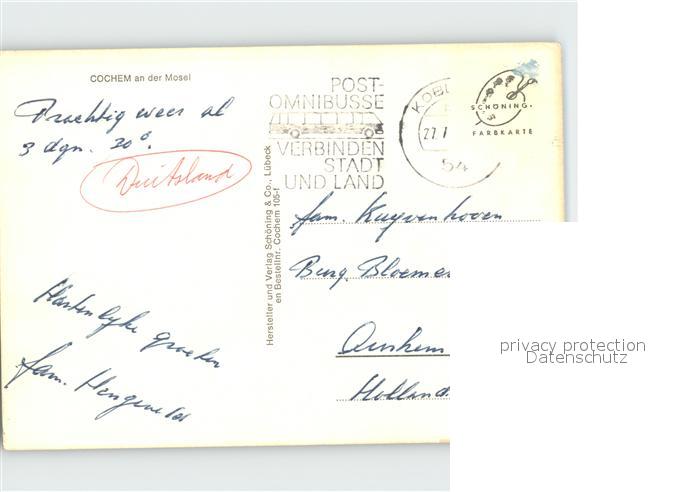 COCHEM an der Mosel
Prachtig weer al
3 dgn. 30°.
Duitsland
Hartelijke groeten
fam.
Hersteller und Verlag Schöning & Co., Lübeck
en Bestellnr. Cochem 105-f
POST-
OMNIBUSSE
VERBINDEN
STADT
UND LAND
KOBL
27.7
54
SCHÖNING
FARBKARTE
fam. Kuyvenhoven
Burg. Bloemer
Arnhem
Holland
privacy protection
Datenschutz